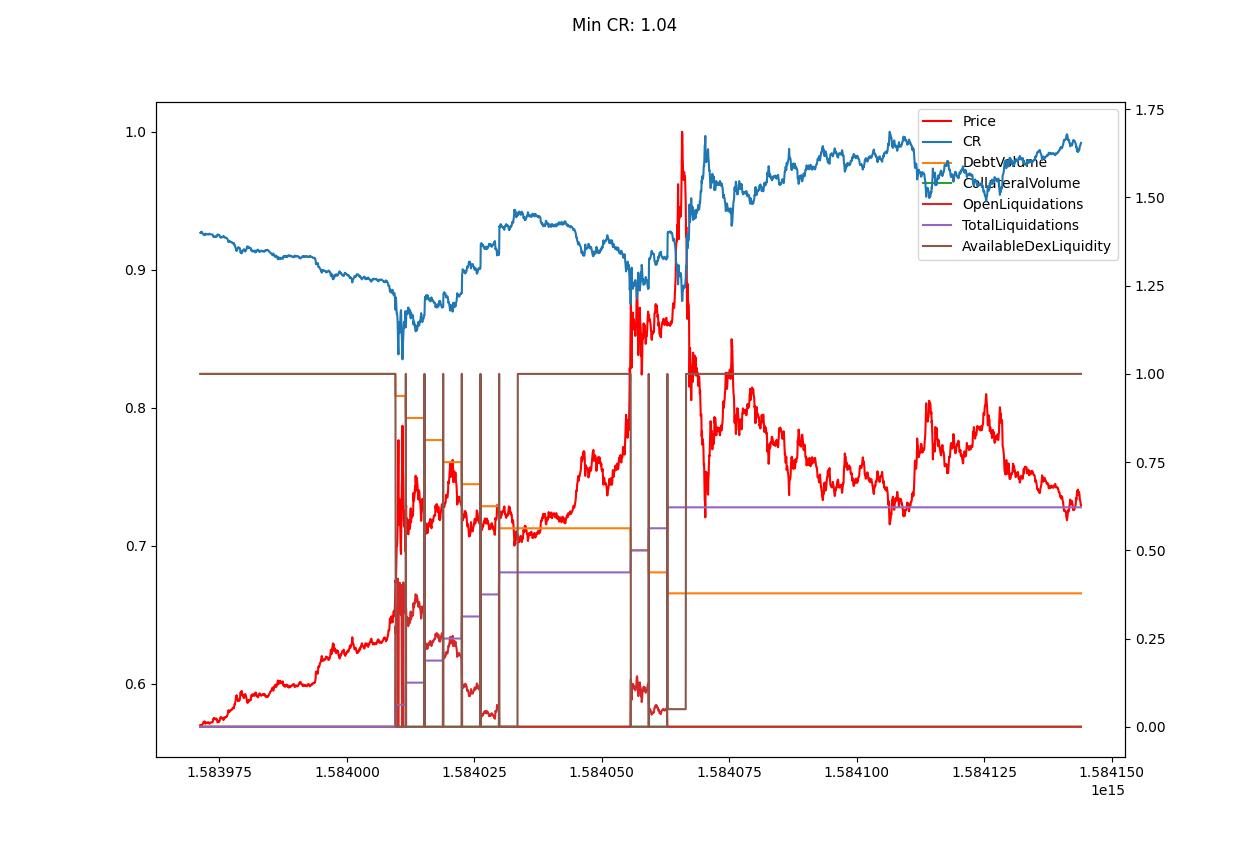 Min CR: 1.04
1.0
0.9
0.8
0.7
0.6
1.75
1.50
1.25
1.00
0.75
0.50
0.25
0.00
Price
CR
DebtVolume
CollateralVolume
OpenLiquidations
TotalLiquidations
AvailableDexLiquidity
1.583975 1.584000 1.584025 1.584050 1.584075 1.584100 1.584125 1.584150
1e15